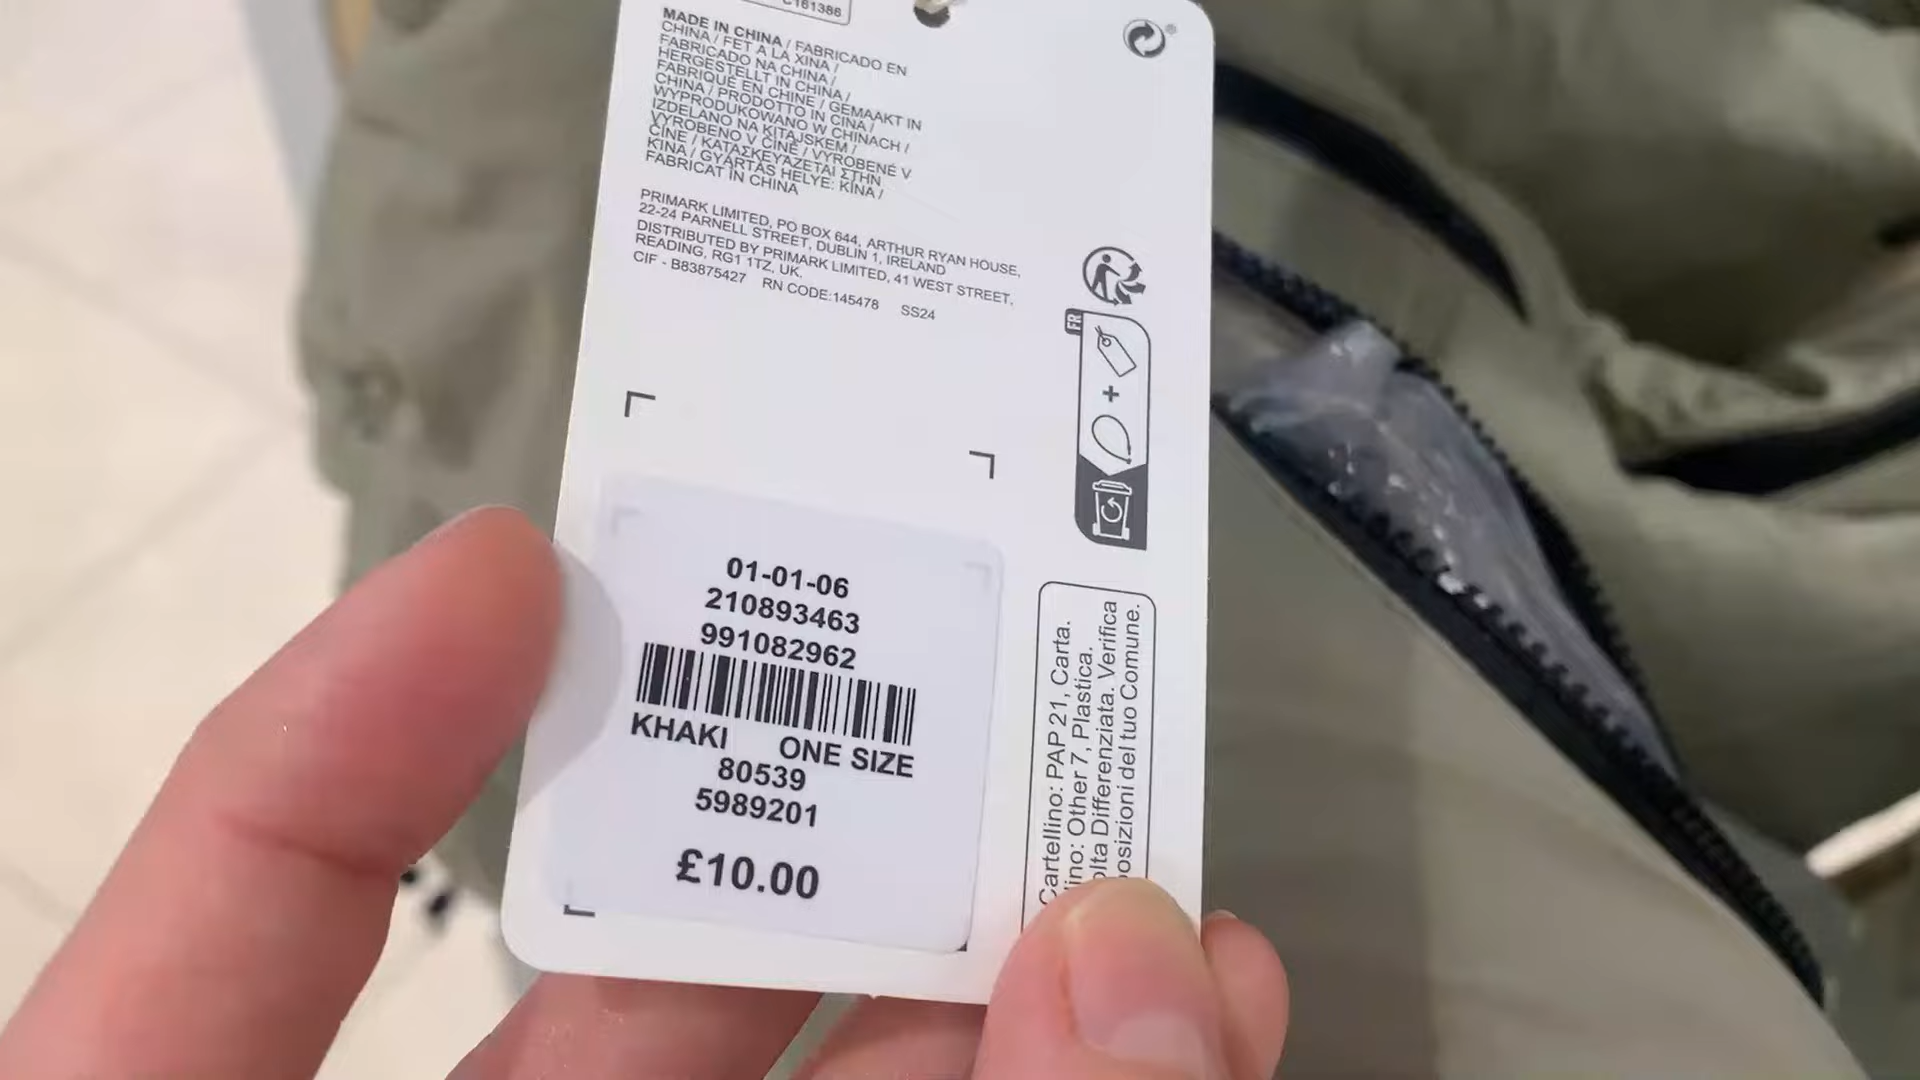 C161386
MADE IN CHINA / FABRICADO EN
CHINA / FET A LA XINA /
FABRICADO NA CHINA /
HERGESTELLT IN CHINA /
FABRIQUÉ EN CHINE / GEMAAKT IN
CHINA / PRODOTTO IN CINA /
WYPRODUKOWANO W CHINACH /
IZDELANO NA KITAJSKEM /
VYROBENO V ČÍNĚ / VYROBENÉ V
ČÍNE / ΚΑΤΑΣΚΕΥΑΖΕΤΑΙ ΣΤΗΝ
ΚΙΝΑ / GYÁRTÁS HELYE: KÍNA /
FABRICAT ÎN CHINA
PRIMARK LIMITED, PO BOX 644, ARTHUR RYAN HOUSE,
22-24 PARNELL STREET, DUBLIN 1, IRELAND
DISTRIBUTED BY PRIMARK LIMITED, 41 WEST STREET,
READING, RG1 1TZ, UK.
CIF - B83875427 RN CODE:145478 SS24
FR
+
01-01-06
210893463
991082962
KHAKI ONE SIZE
80539
5989201
£10.00
Cartellino: PAP 21, Carta.
ino: Other 7, Plastica.
olta Differenziata. Verifica
posizioni del tuo Comune.